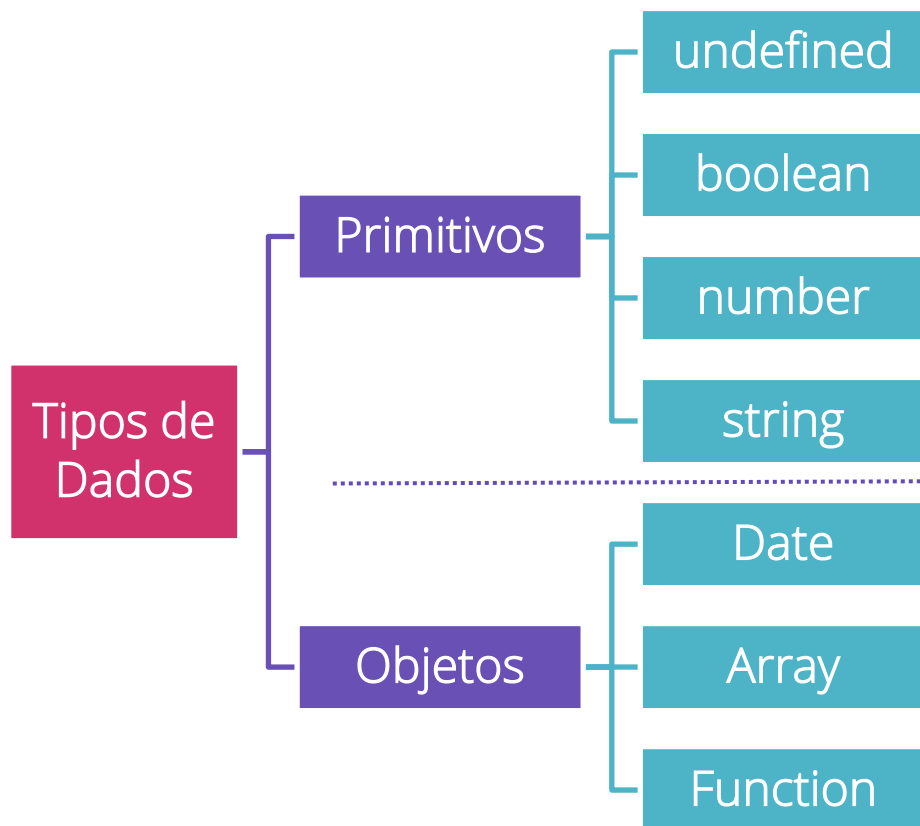 Tipos de
Dados
Primitivos
undefined
boolean
number
string
Objetos
Date
Array
Function